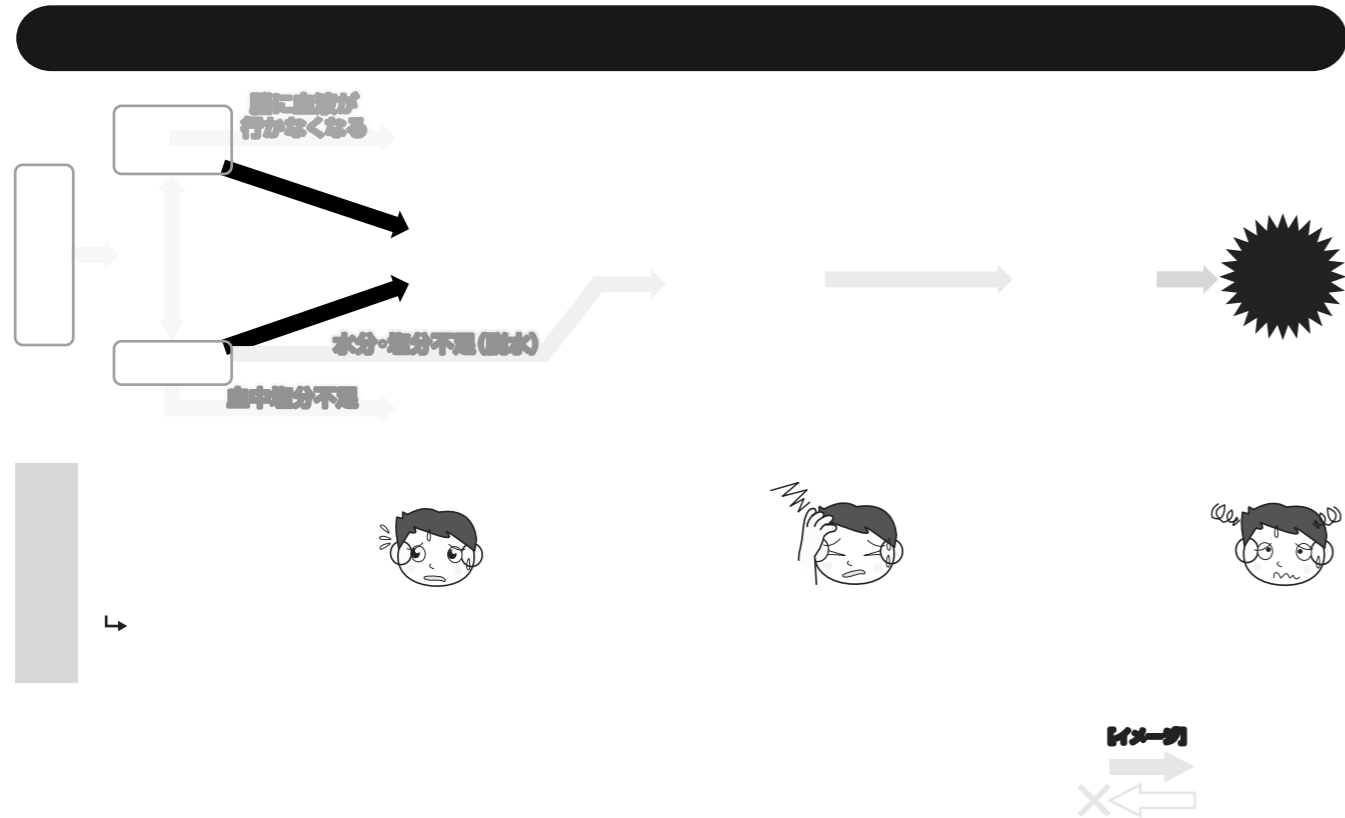 脳に血液が
行かなくなる
水分・塩分不足(脱水)
血中塩分不足
[イメージ]